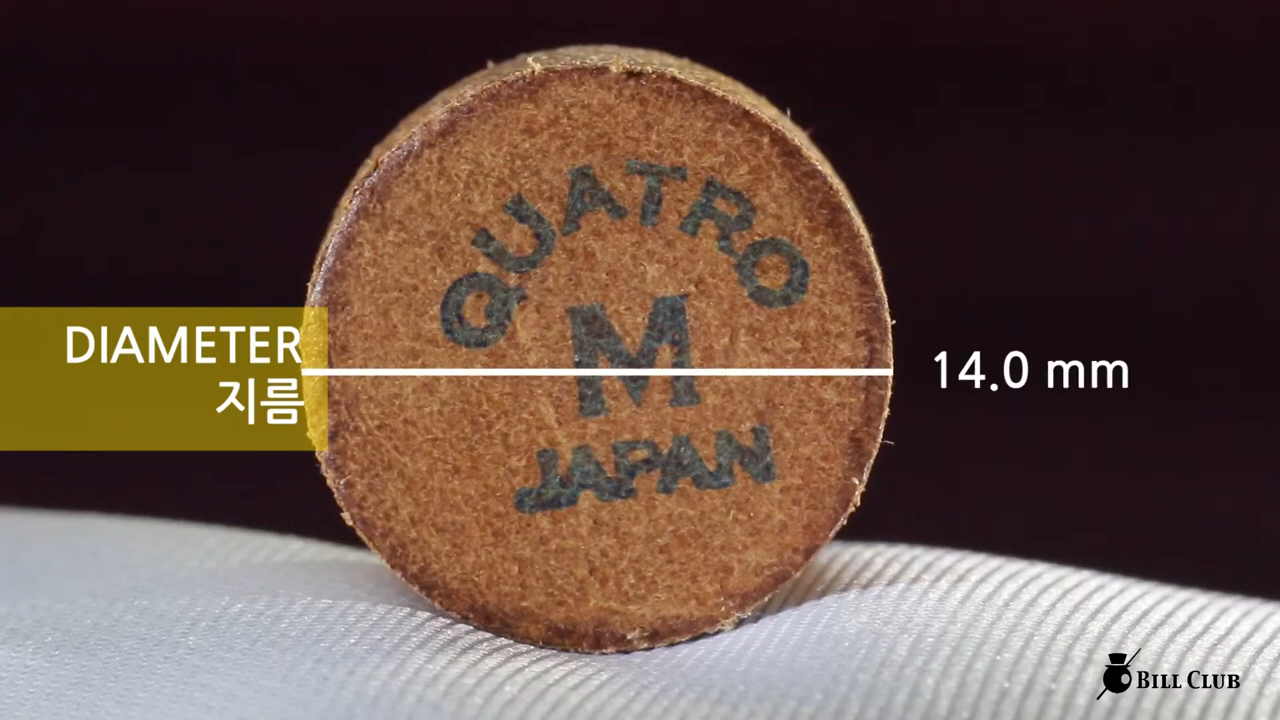 QUATRO
M
JAPAN
DIAMETER
지름
14.0 mm
BILL CLUB